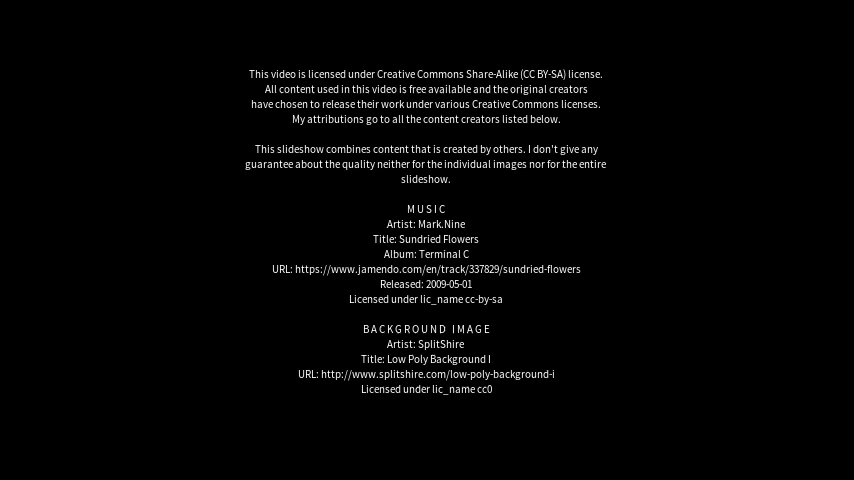 This video is licensed under Creative Commons Share-Alike (CC BY-SA) license.
All content used in this video is free available and the original creators
have chosen to release their work under various Creative Commons licenses.
My attributions go to all the content creators listed below.
This slideshow combines content that is created by others. I don't give any
guarantee about the quality neither for the individual images nor for the entire
slideshow.
MUSIC
Artist: Mark.Nine
Title: Sundried Flowers
Album: Terminal C
URL: https://www.jamendo.com/en/track/337829/sundried-flowers
Released: 2009-05-01
Licensed under lic_name cc-by-sa
BACKGROUND IMAGE
Artist: SplitShire
Title: Low Poly Background I
URL: http://www.splitshire.com/low-poly-background-i
Licensed under lic_name cc0